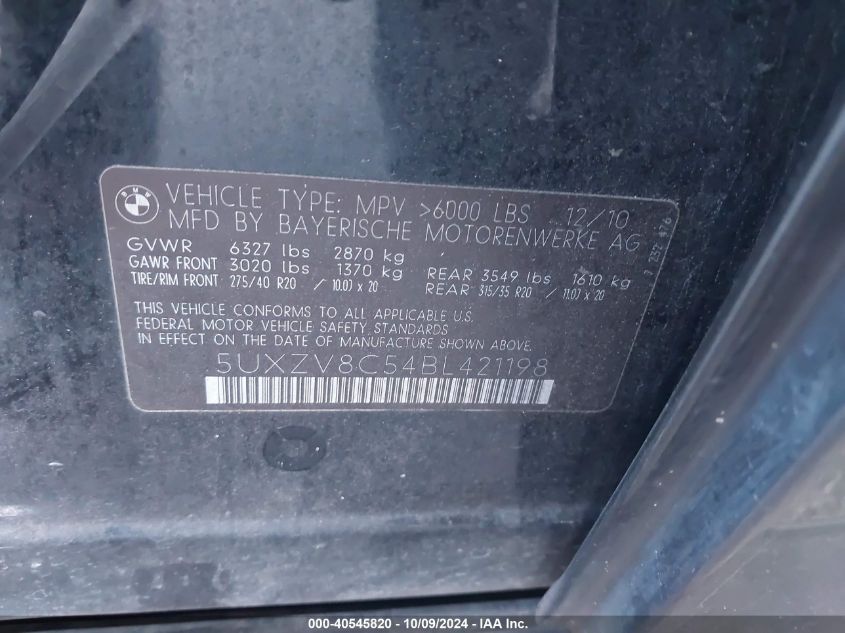 BMW
VEHICLE TYPE: MPV >6000 LBS 12/10
MFD BY BAYERISCHE MOTORENWERKE AG
GVWR 6327 lbs 2870 kg
GAWR FRONT 3020 lbs 1370 kg REAR 3549 lbs 1610 kg
TIRE/RIM FRONT 275/40 R20 / 10.0J x 20 REAR 315/35 R20 / 11.0J x 20
THIS VEHICLE CONFORMS TO ALL APPLICABLE U.S.
FEDERAL MOTOR VEHICLE SAFETY STANDARDS
IN EFFECT ON THE DATE OF MANUFACTURE SHOWN ABOVE.
5UXZV8C54BL421198
000-40545820 - 10/09/2024 - IAA Inc.